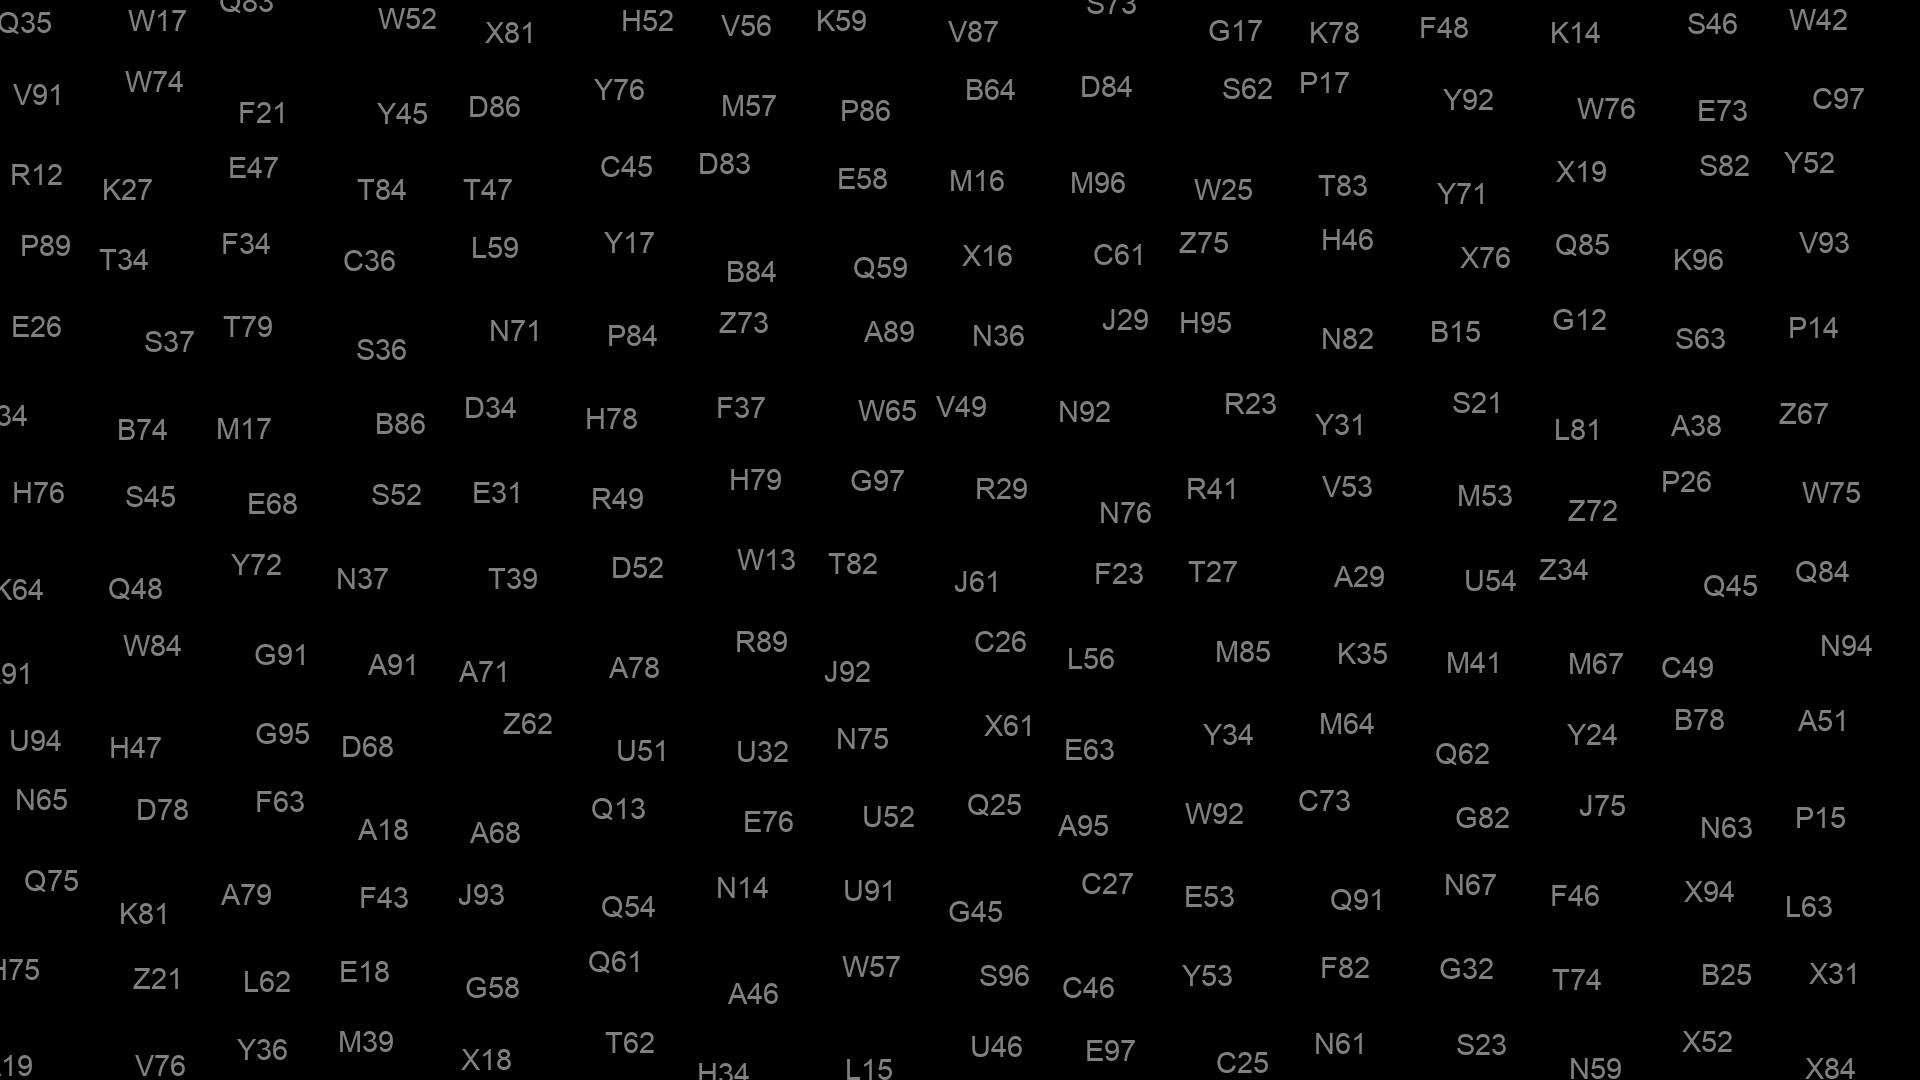 Q35 W17 Q83 W52 X81 H52 V56 K59 V87 S73 G17 K78 F48 K14 S46 W42
V91 W74 F21 Y45 D86 Y76 M57 P86 B64 D84 S62 P17 Y92 W76 E73 C97
R12 K27 E47 T84 T47 C45 D83 E58 M16 M96 W25 T83 Y71 X19 S82 Y52
P89 T34 F34 C36 L59 Y17 B84 Q59 X16 C61 Z75 H46 X76 Q85 K96 V93
E26 S37 T79 S36 N71 P84 Z73 A89 N36 J29 H95 N82 B15 G12 S63 P14
34 B74 M17 B86 D34 H78 F37 W65 V49 N92 R23 Y31 S21 L81 A38 Z67
H76 S45 E68 S52 E31 R49 H79 G97 R29 N76 R41 V53 M53 Z72 P26 W75
K64 Q48 Y72 N37 T39 D52 W13 T82 J61 F23 T27 A29 U54 Z34 Q45 Q84
91 W84 G91 A91 A71 A78 R89 J92 C26 L56 M85 K35 M41 M67 C49 N94
U94 H47 G95 D68 Z62 U51 U32 N75 X61 E63 Y34 M64 Q62 Y24 B78 A51
N65 D78 F63 A18 A68 Q13 E76 U52 Q25 A95 W92 C73 G82 J75 N63 P15
Q75 K81 A79 F43 J93 Q54 N14 U91 G45 C27 E53 Q91 N67 F46 X94 L63
H75 Z21 L62 E18 G58 Q61 A46 W57 S96 C46 Y53 F82 G32 T74 B25 X31
19 V76 Y36 M39 X18 T62 H34 L15 U46 E97 C25 N61 S23 N59 X52 X84